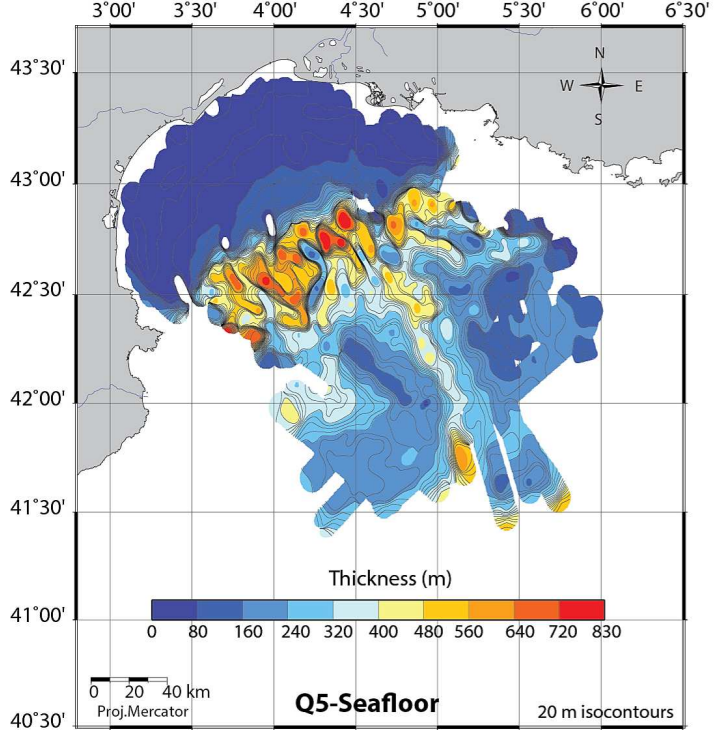 3°00' 3°30' 4°00' 4°30' 5°00' 5°30' 6°00' 6°30'
43°30'
N
W E
S
43°00'
42°30'
42°00'
41°30'
Thickness (m)
0 80 160 240 320 400 480 560 640 720 830
41°00'
0 20 40 km
Proj.Mercator
Q5-Seafloor
20 m isocontours
40°30'